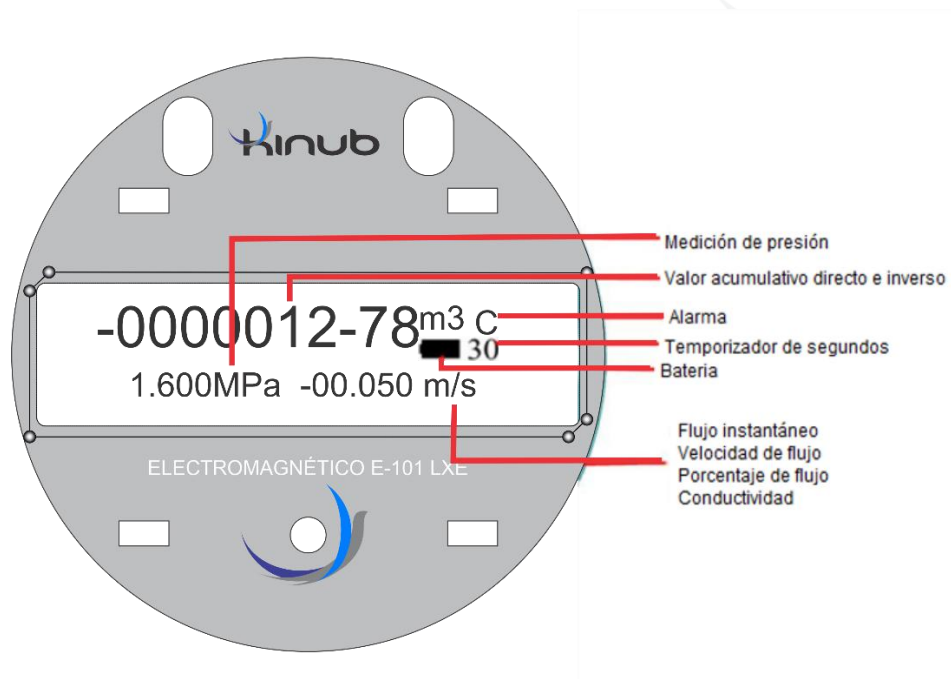 Kinub
Medición de presión
Valor acumulativo directo e inverso
-0000012-78m3 C
Alarma
30
Temporizador de segundos
Bateria
1.600MPa -00.050 m/s
Flujo instantáneo
Velocidad de flujo
Porcentaje de flujo
Conductividad
ELECTROMAGNÉTICO E-101 LXE